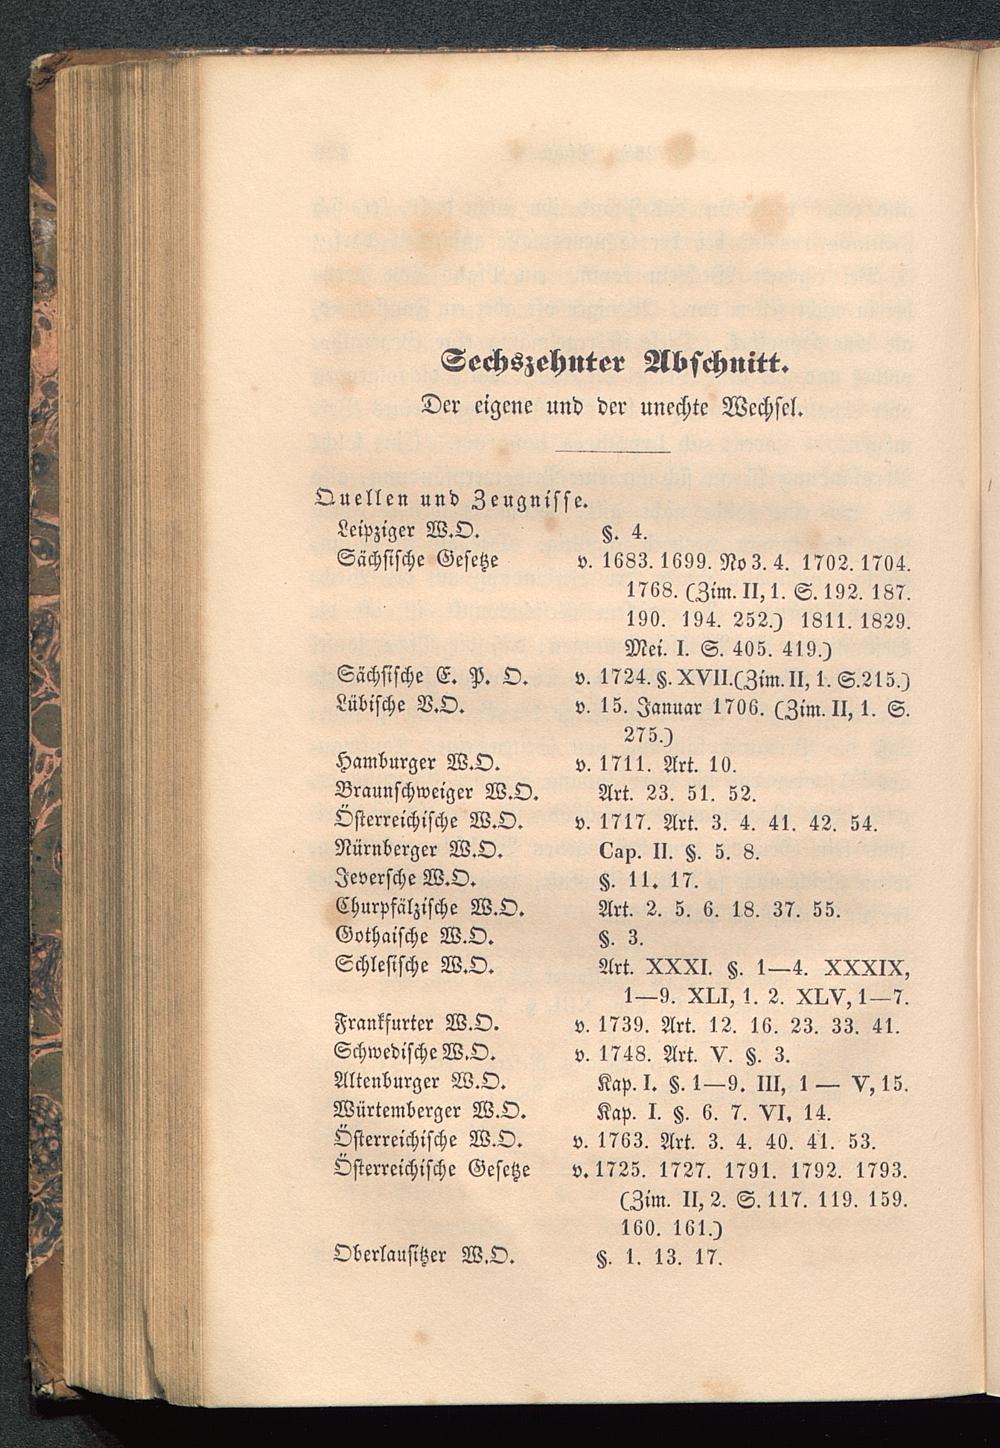 Sechszehnter Abschnitt.
Der eigene und der unechte Wechsel.
Quellen und Zeugnisse.
Leipziger W.O. §. 4.
Sächsische Gesetze v. 1683. 1699. No 3. 4. 1702. 1704.
1768. (Zim. II, 1. S. 192. 187.
190. 194. 252.) 1811. 1829.
Mei. I. S. 405. 419.)
Sächsische E. P. O. v. 1724. §. XVII. (Zim. II, 1. S. 215.)
Lübische V.O. v. 15. Januar 1706. (Zim. II, 1. S.
275.)
Hamburger W.O. v. 1711. Art. 10.
Braunschweiger W.O. Art. 23. 51. 52.
Österreichische W.O. v. 1717. Art. 3. 4. 41. 42. 54.
Nürnberger W.O. Cap. II. §. 5. 8.
Jeversche W.O. §. 11. 17.
Churpfälzische W.O. Art. 2. 5. 6. 18. 37. 55.
Gothaische W.O. §. 3.
Schlesische W.O. Art. XXXI. §. 1—4. XXXIX,
1—9. XLI, 1. 2. XLV, 1—7.
Frankfurter W.O. v. 1739. Art. 12. 16. 23. 33. 41.
Schwedische W.O. v. 1748. Art. V. §. 3.
Altenburger W.O. Kap. I. §. 1—9. III, 1 — V, 15.
Würtemberger W.O. Kap. I. §. 6. 7. VI, 14.
Österreichische W.O. v. 1763. Art. 3. 4. 40. 41. 53.
Österreichische Gesetze v. 1725. 1727. 1791. 1792. 1793.
(Zim. II, 2. S. 117. 119. 159.
160. 161.)
Oberlausitzer W.O. §. 1. 13. 17.